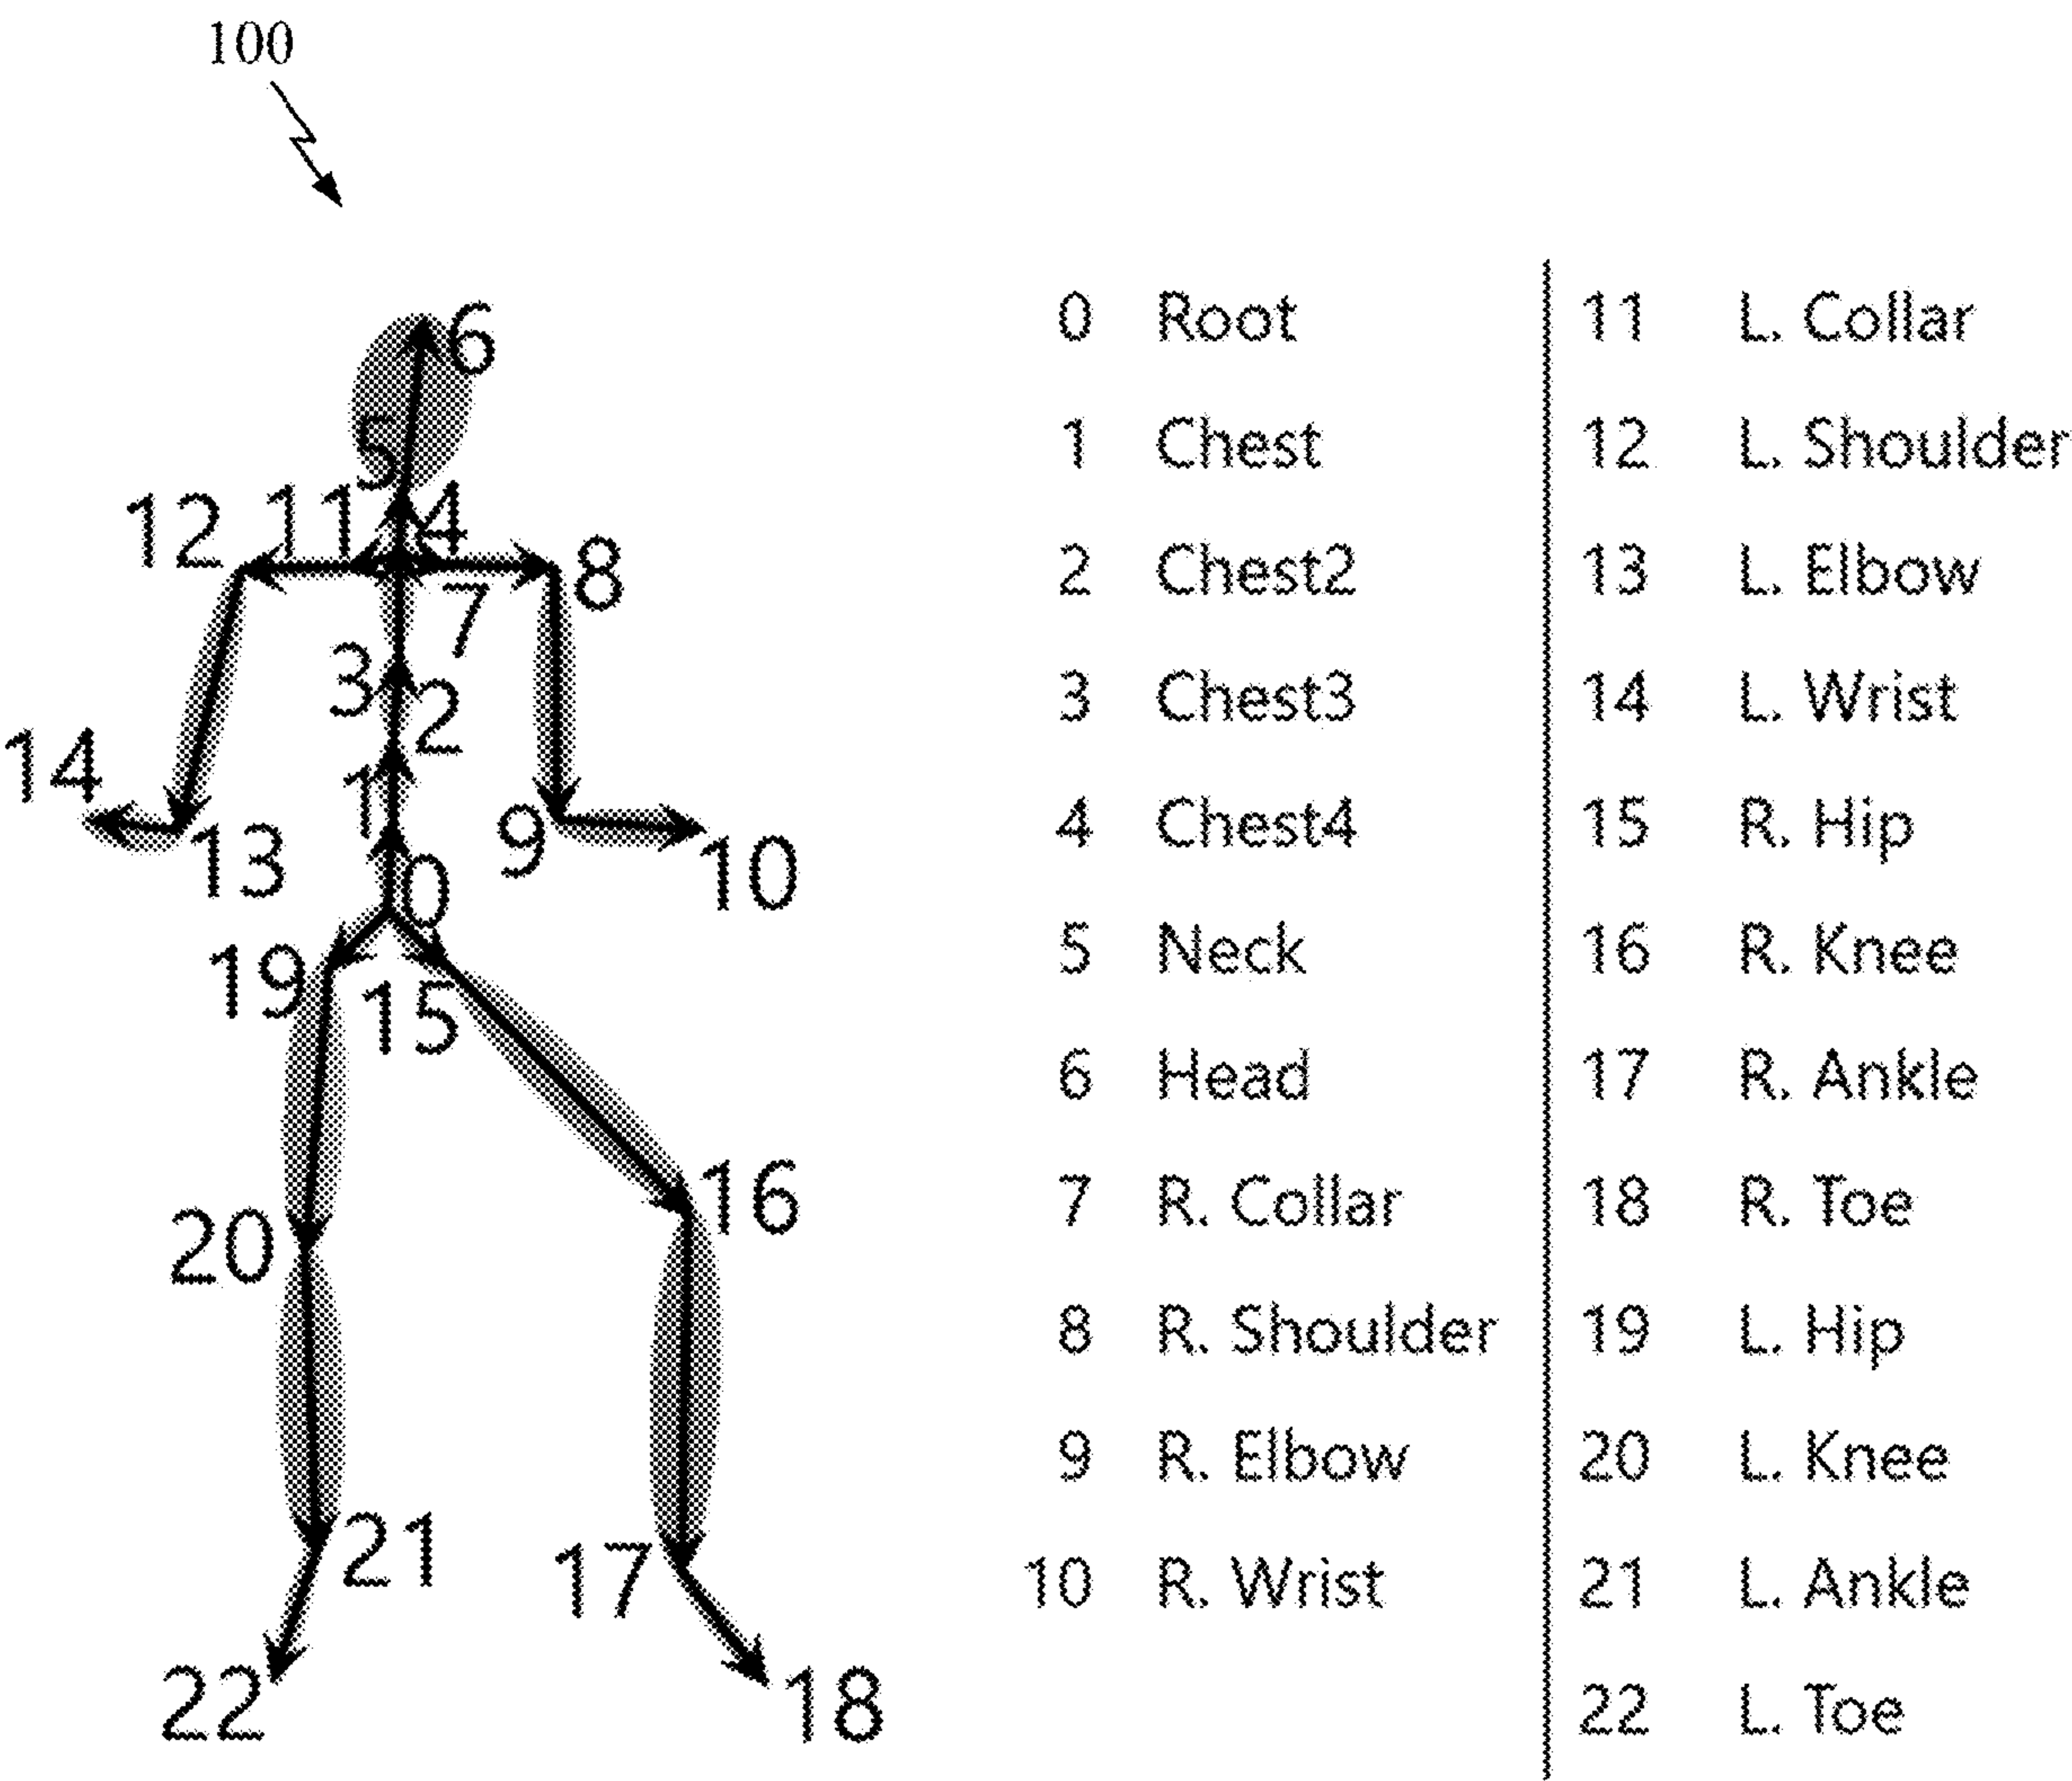 100
6
5
12 11 4
8
7
3
2
14
1
9
13
10
0
19
15
16
20
21
17
22
18
0 Root
1 Chest
2 Chest2
3 Chest3
4 Chest4
5 Neck
6 Head
7 R. Collar
8 R. Shoulder
9 R. Elbow
10 R. Wrist
11 L. Collar
12 L. Shoulder
13 L. Elbow
14 L. Wrist
15 R. Hip
16 R. Knee
17 R. Ankle
18 R. Toe
19 L. Hip
20 L. Knee
21 L. Ankle
22 L. Toe